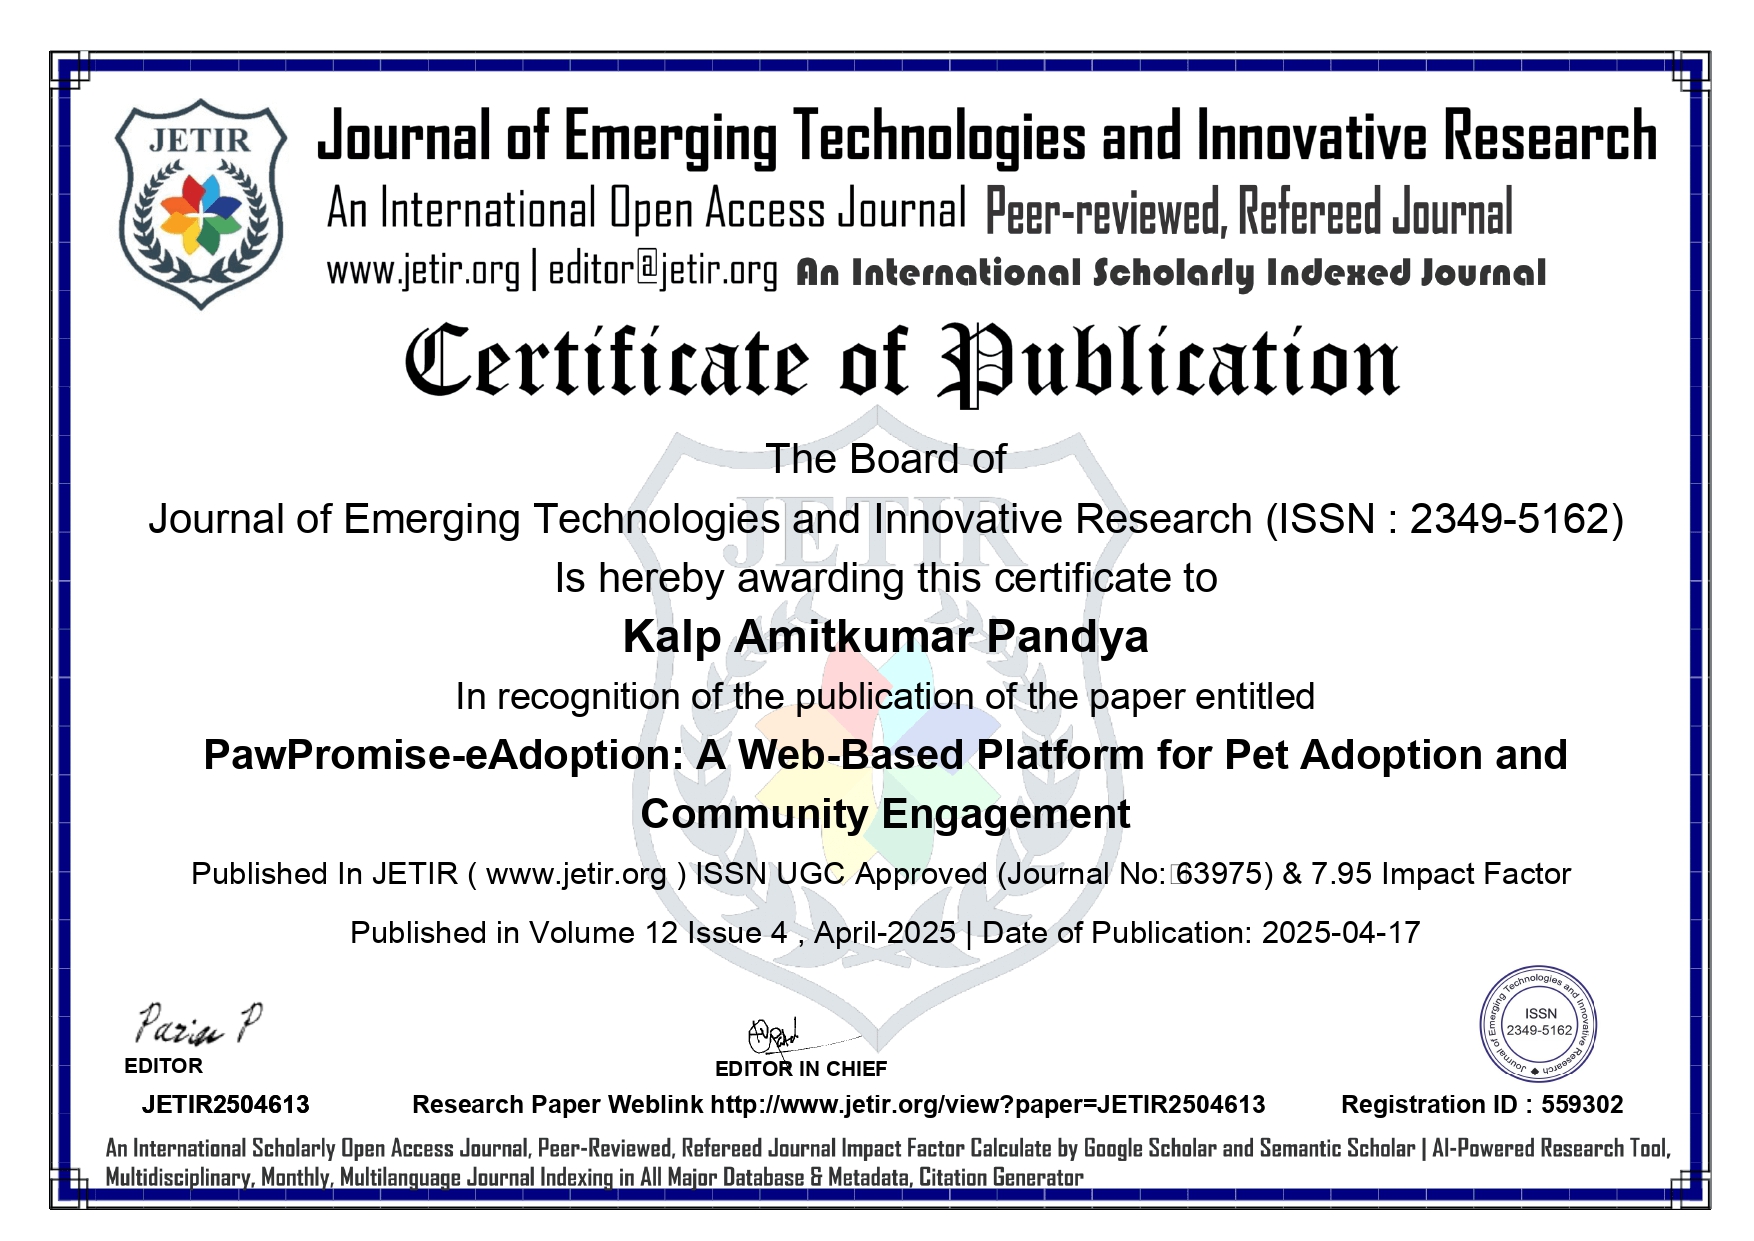 JETIR
Journal of Emerging Technologies and Innovative Research
An International Open Access Journal Peer-reviewed, Refereed Journal
www.jetir.org | editor@jetir.org An International Scholarly Indexed Journal
Certificate of Publication
JETIR
The Board of
Journal of Emerging Technologies and Innovative Research (ISSN : 2349-5162)
Is hereby awarding this certificate to
Kalp Amitkumar Pandya
In recognition of the publication of the paper entitled
PawPromise-eAdoption: A Web-Based Platform for Pet Adoption and
Community Engagement
Published In JETIR ( www.jetir.org ) ISSN UGC Approved (Journal No: 63975) & 7.95 Impact Factor
Published in Volume 12 Issue 4 , April-2025 | Date of Publication: 2025-04-17
Journal of Emerging Technologies and Innovative Research
ISSN
2349-5162
EDITOR
EDITOR IN CHIEF
JETIR2504613 Research Paper Weblink http://www.jetir.org/view?paper=JETIR2504613 Registration ID : 559302
An International Scholarly Open Access Journal, Peer-Reviewed, Refereed Journal Impact Factor Calculate by Google Scholar and Semantic Scholar | AI-Powered Research Tool,
Multidisciplinary, Monthly, Multilanguage Journal Indexing in All Major Database & Metadata, Citation Generator